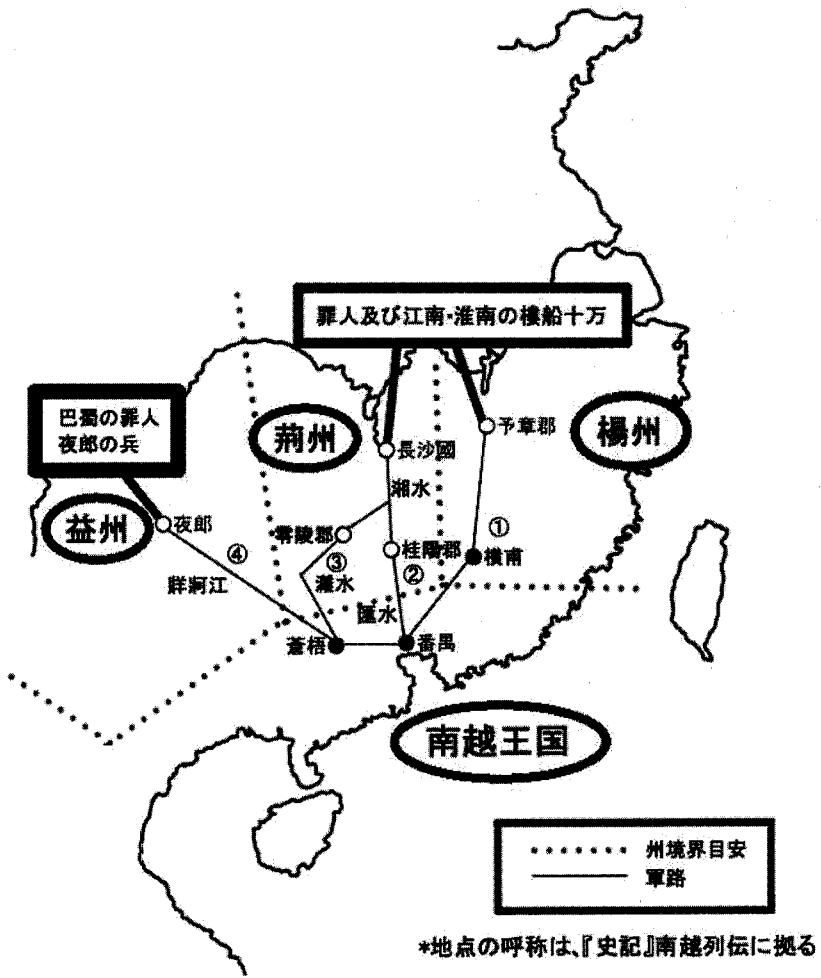 罪人及び江南・淮南の楼船十万
巴蜀の罪人
夜郎の兵
荊州
楊州
益州
長沙國
予章郡
湘水
夜郎
零陵郡
桂陽郡
横南
①
②
③
④
灕水
牂牁江
匯水
蒼梧
番禺
南越王国
州境界目安
軍路
*地点の呼称は、『史記』南越列伝に拠る